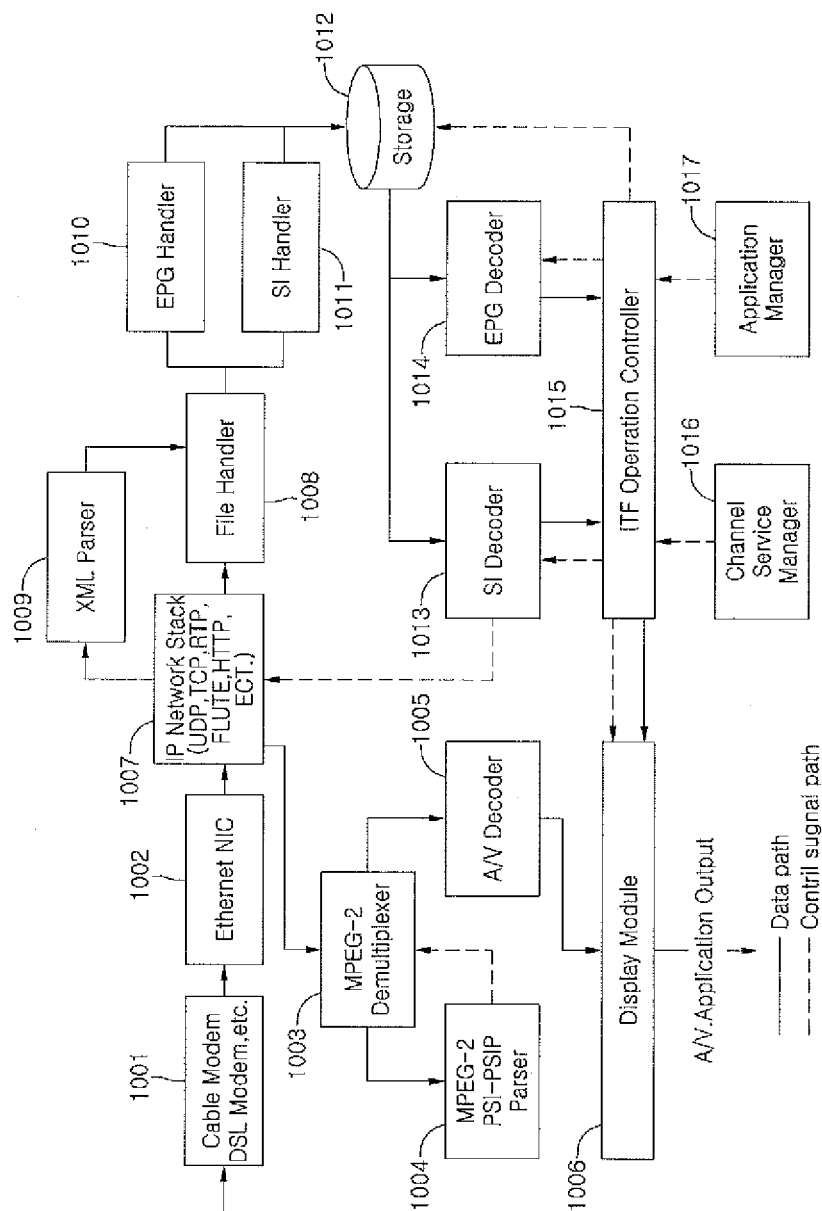 1001
Cable Modem
DSL Modem,etc.
1002
Ethernet NIC
1007
IP Network Stack
(UDP,TCP,RTP,
FLUTE,HTTP,
ECT.)
1009
XML Parser
File Handler
1008
1010
EPG Handler
SI Handler
1011
1012
Storage
1003
MPEG-2
Demultiplexer
1004
MPEG-2
PSI-PSIP
Parser
1005
A/V Decoder
1013
SI Decoder
1014
EPG Decoder
1006
Display Module
1015
iTF Operration Controller
1016
Channel
Service
Manager
1017
Application
Manager
A/V.Application Output
Data path
Contril sugnal path